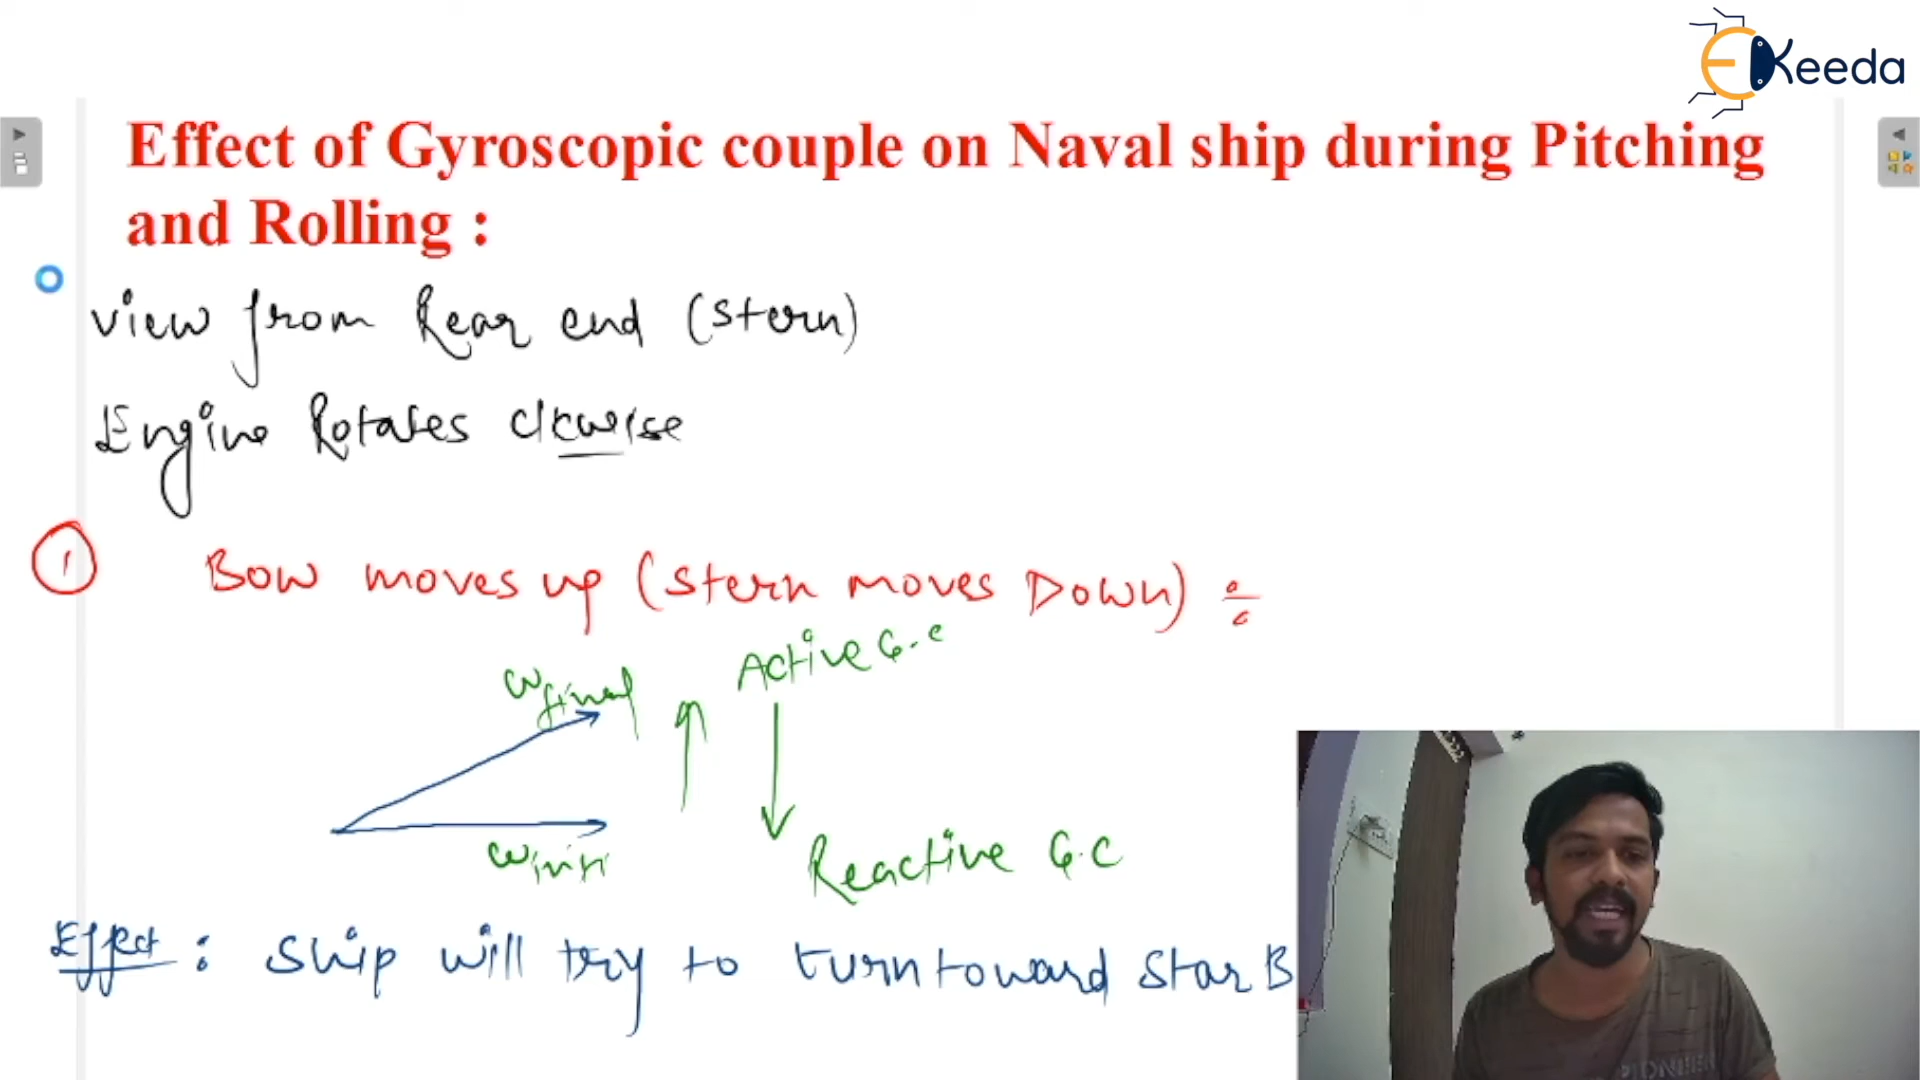 EKeeda
Effect of Gyroscopic couple on Naval ship during Pitching
and Rolling :
View from Rear end (stern)
Engine Rotates clkwise
1 Bow moves up (stern moves Down) :
ωfinal
Active G.C
ωiniti
Reactive G.C
Effect : Ship will try to turn toward Star B
PIONEER